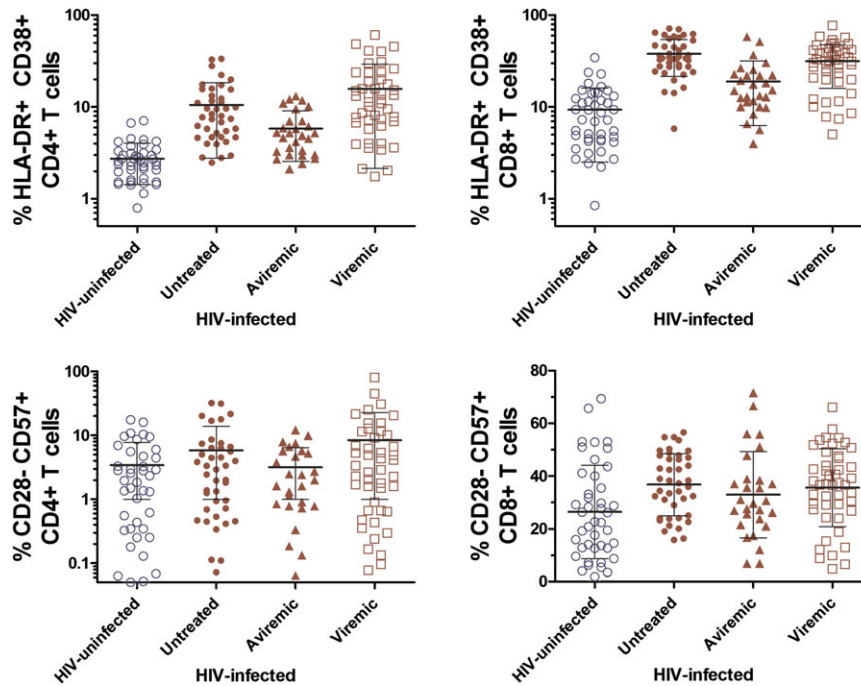 % HLA-DR+ CD38+
CD4+ T cells
100
10
1
HIV-uninfected
Untreated
Aviremic
Viremic
HIV-infected
% HLA-DR+ CD38+
CD8+ T cells
100
10
1
HIV-uninfected
Untreated
Aviremic
Viremic
HIV-infected
% CD28- CD57+
CD4+ T cells
100
10
1
0.1
HIV-uninfected
Untreated
Aviremic
Viremic
HIV-infected
% CD28- CD57+
CD8+ T cells
80
60
40
20
0
HIV-uninfected
Untreated
Aviremic
Viremic
HIV-infected